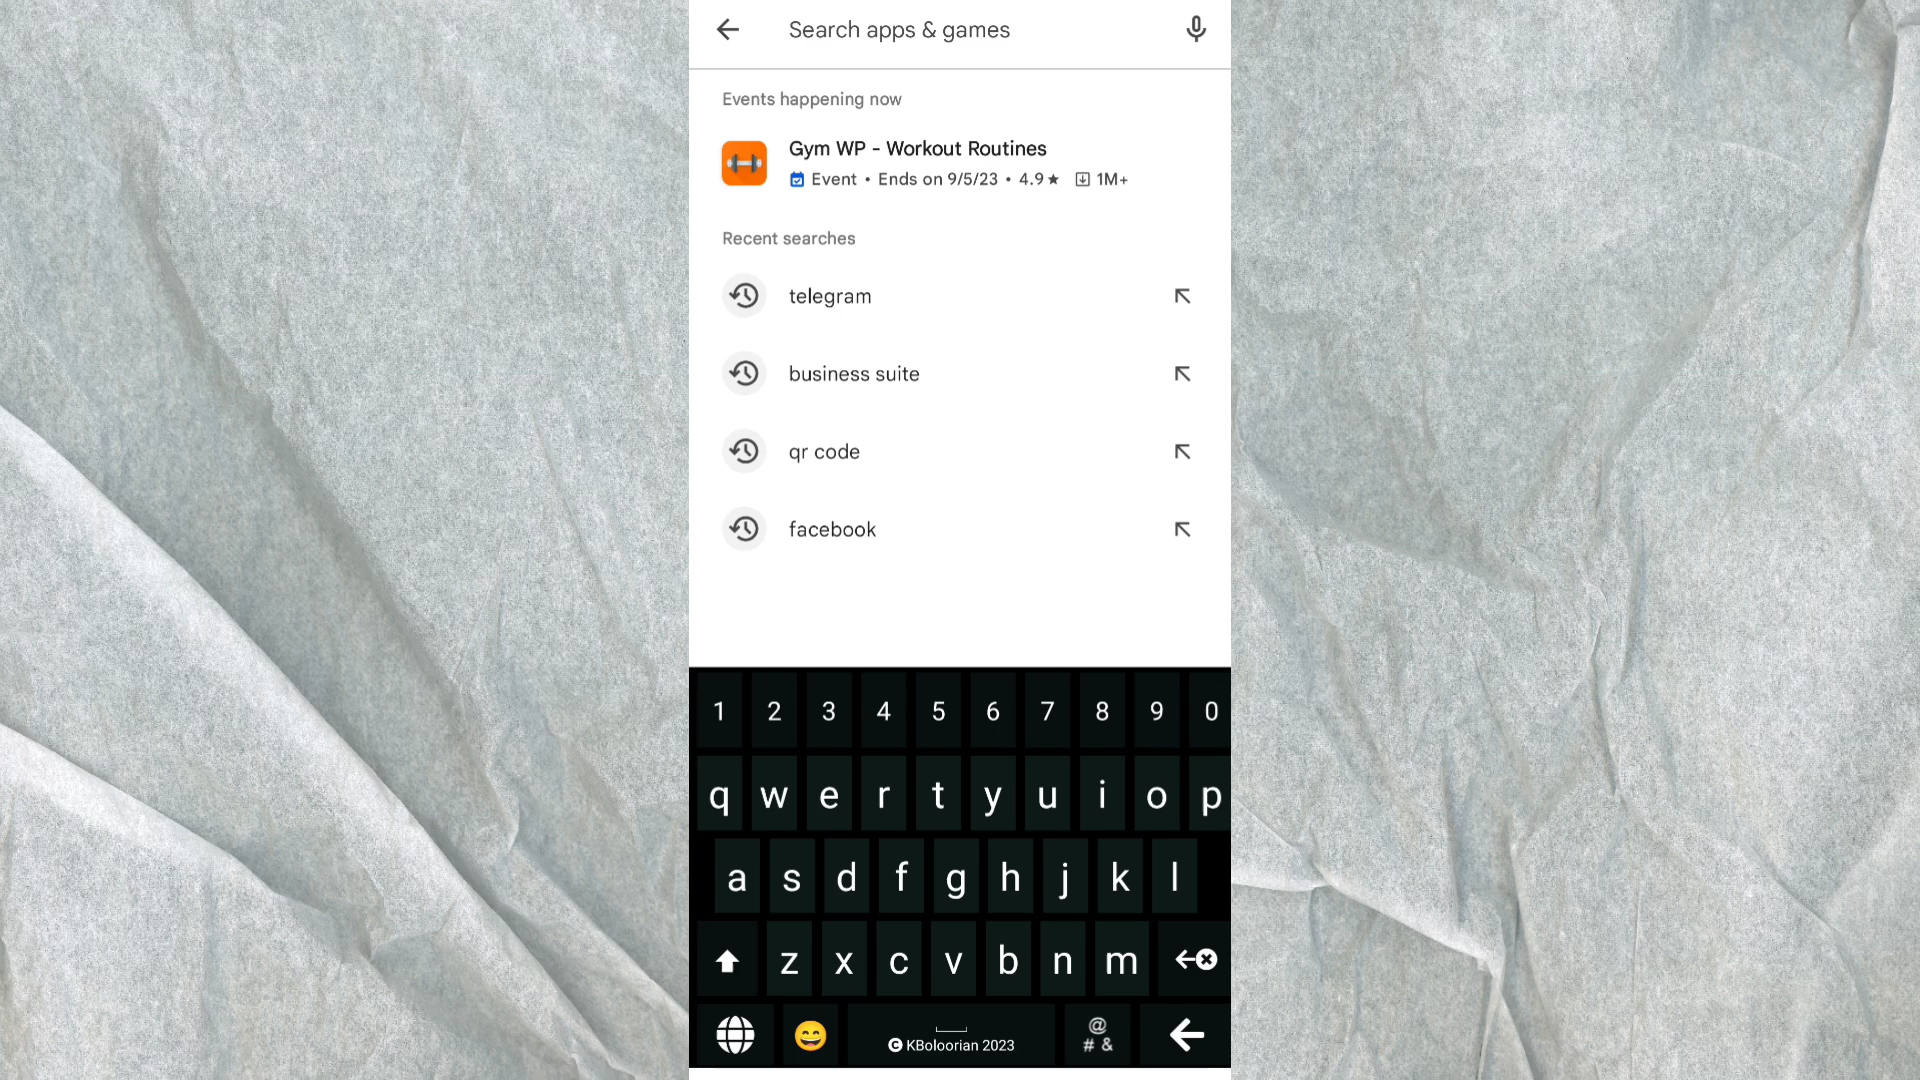 Search apps & games
Events happening now
Gym WP - Workout Routines
Event • Ends on 9/5/23 • 4.9★ 1M+
Recent searches
telegram
business suite
qr code
facebook
1 2 3 4 5 6 7 8 9 0
q w e r t y u i o p
a s d f g h j k l
z x c v b n m
@
# &
© KBoloorian 2023